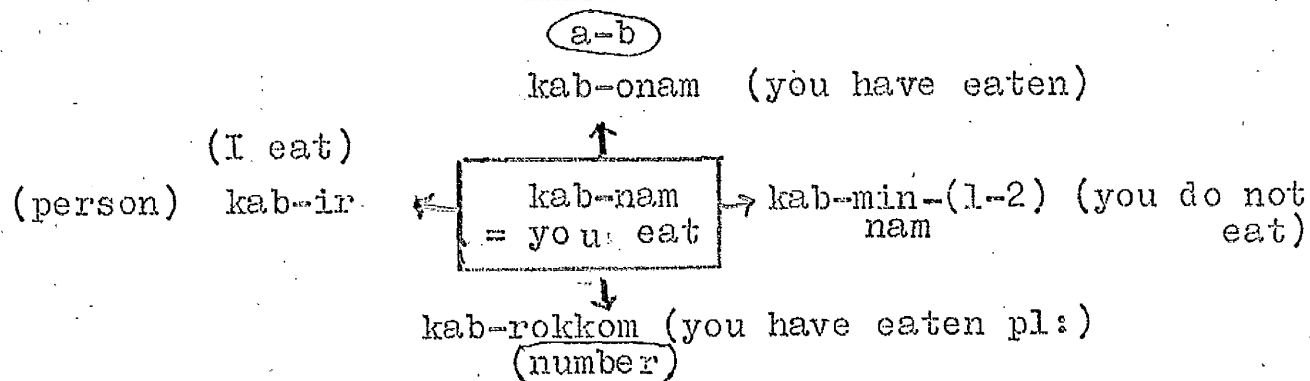 a-b
kab-onam (you have eaten)
(I eat)
(person) kab-ir kab-nam kab-min-(1-2) (you do not
= you eat nam eat)
kab-rokkom (you have eaten pl:)
(number)